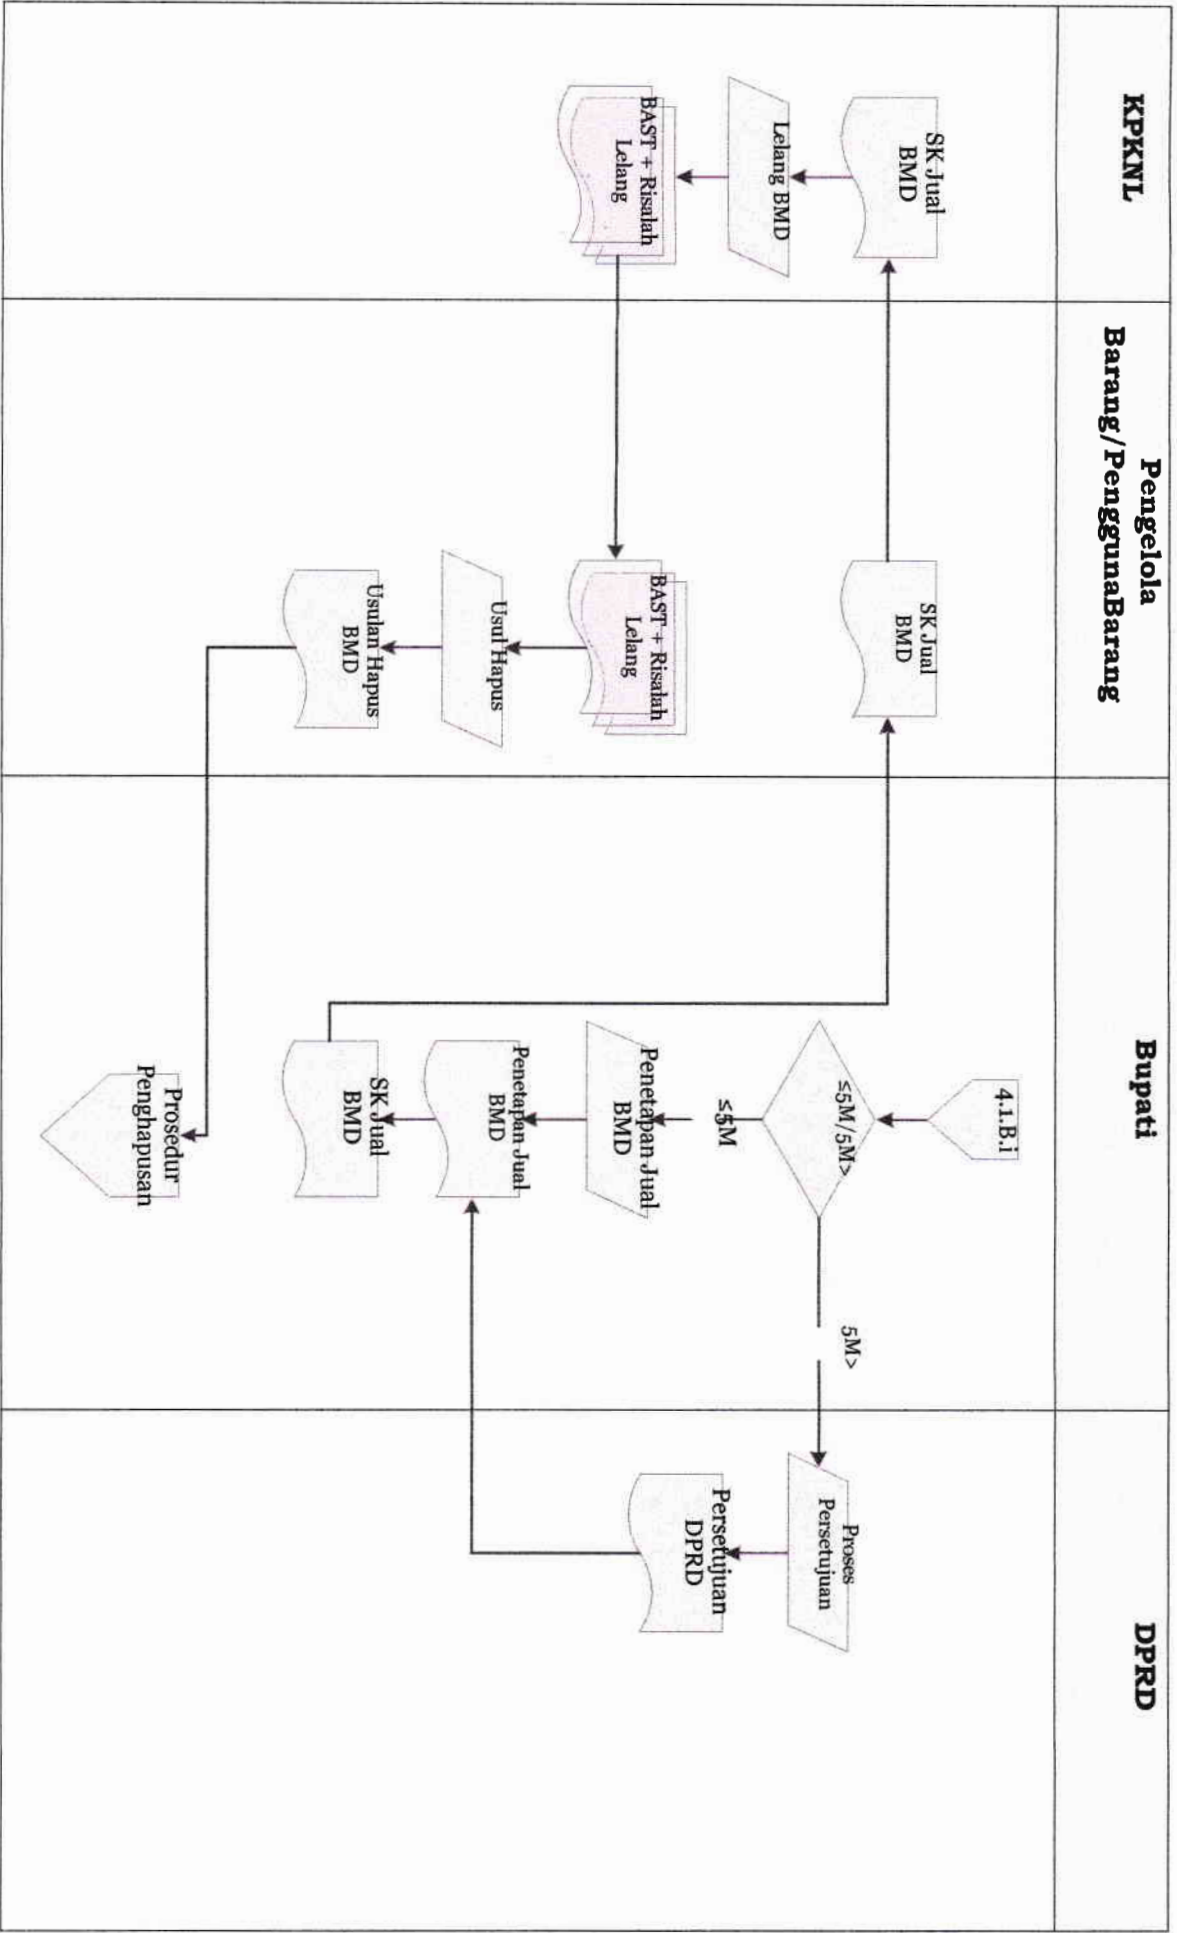 KPKNL
Pengelola
Barang/PenggunaBarang
Bupati
DPRD
SK Jual
BMD
Lelang BMD
BAST + Risalah
Lelang
SK Jual
BMD
BAST + Risalah
Lelang
Usul Hapus
Usulan Hapus
BMD
4.1.B.i
≤5M/5M>
≤5M
5M>
Penetapan Jual
BMD
Penetapan Jual
BMD
SK Jual
BMD
Prosedur
Penghapusan
Proses
Persetujuan
Persetujuan
DPRD